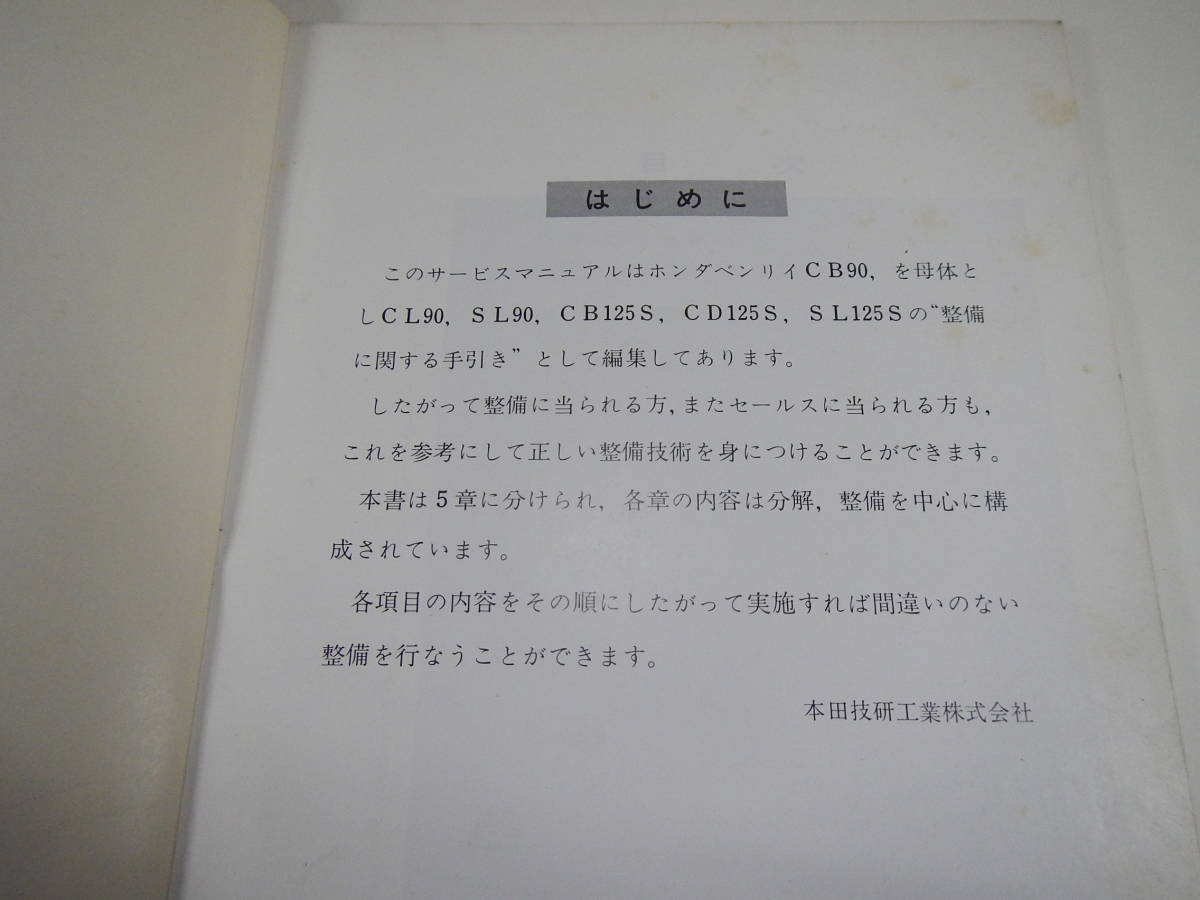 はじめに
このサービスマニュアルはホンダベンリイCB90,を母体と
しCL90, SL90, CB125S, CD125S, SL125Sの“整備
に関する手引き”として編集してあります。
したがって整備に当られる方,またセールスに当られる方も,
これを参考にして正しい整備技術を身につけることができます。
本書は5章に分けられ,各章の内容は分解,整備を中心に構
成されています。
各項目の内容をその順にしたがって実施すれば間違いのない
整備を行なうことができます。
本田技研工業株式会社